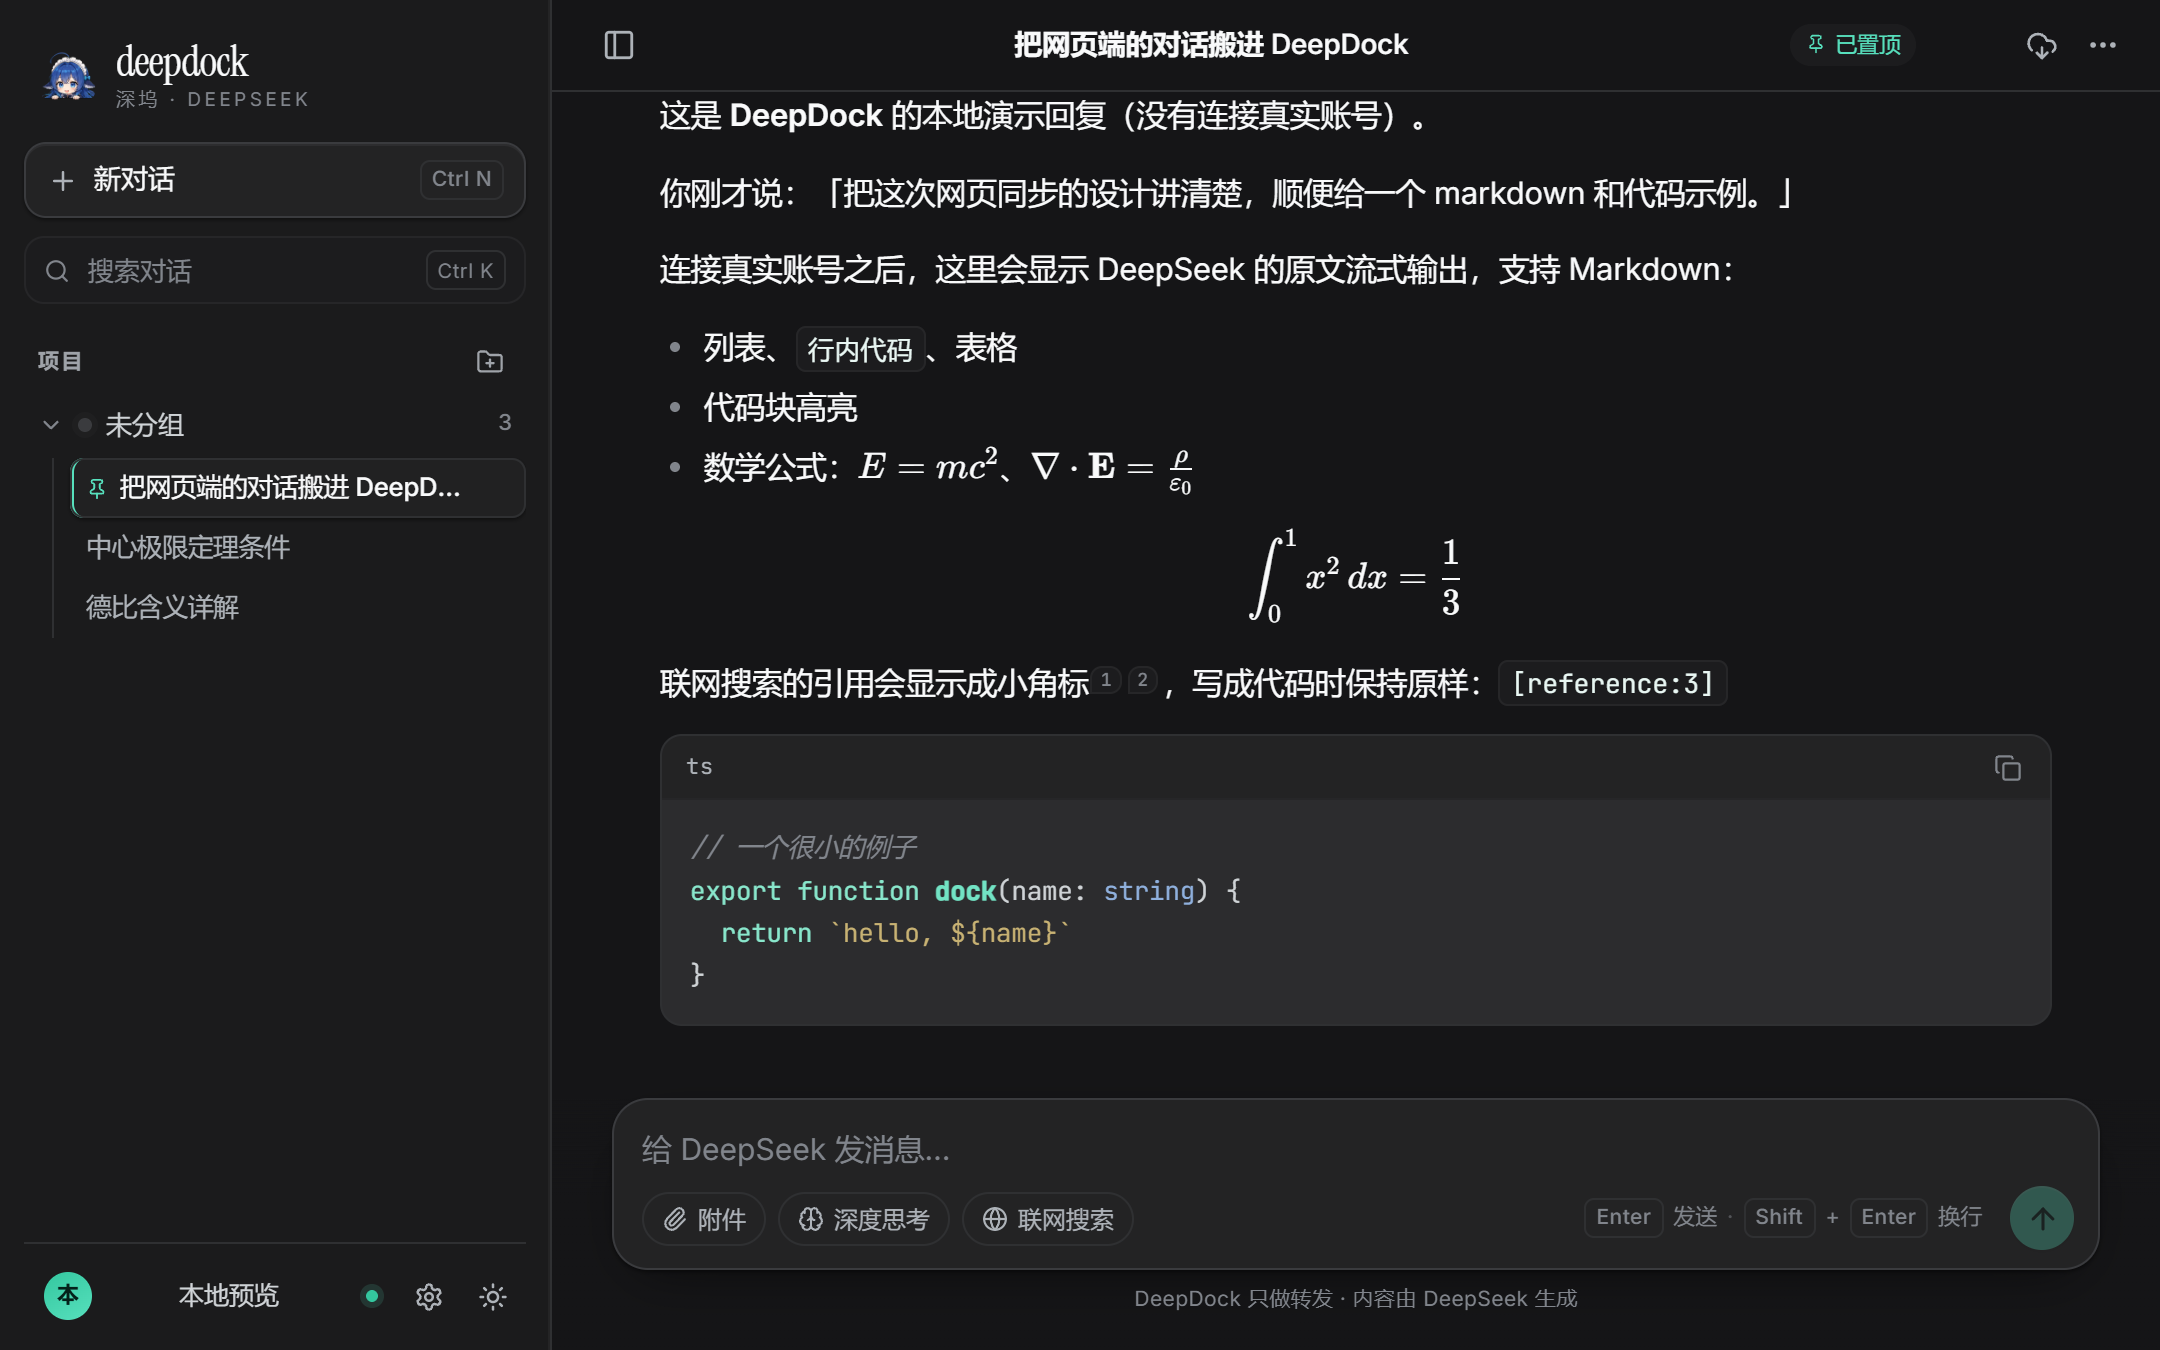 deepdock
深坞 · DEEPSEEK
新对话 Ctrl N
搜索对话 Ctrl K
项目
未分组 3
把网页端的对话搬进 DeepD...
中心极限定理条件
德比含义详解
本 本地预览
把网页端的对话搬进 DeepDock
已置顶
这是 DeepDock 的本地演示回复（没有连接真实账号）。
你刚才说：「把这次网页同步的设计讲清楚，顺便给一个 markdown 和代码示例。」
连接真实账号之后，这里会显示 DeepSeek 的原文流式输出，支持 Markdown：
• 列表、行内代码、表格
• 代码块高亮
• 数学公式：E = mc²、∇ · E = ρ/ε₀
∫₀¹ x² dx = 1/3
联网搜索的引用会显示成小角标 1 2 ，写成代码时保持原样： [reference:3]
ts
// 一个很小的例子
export function dock(name: string) {
  return `hello, ${name}`
}
给 DeepSeek 发消息...
附件 深度思考 联网搜索 Enter 发送 · Shift + Enter 换行
DeepDock 只做转发 · 内容由 DeepSeek 生成